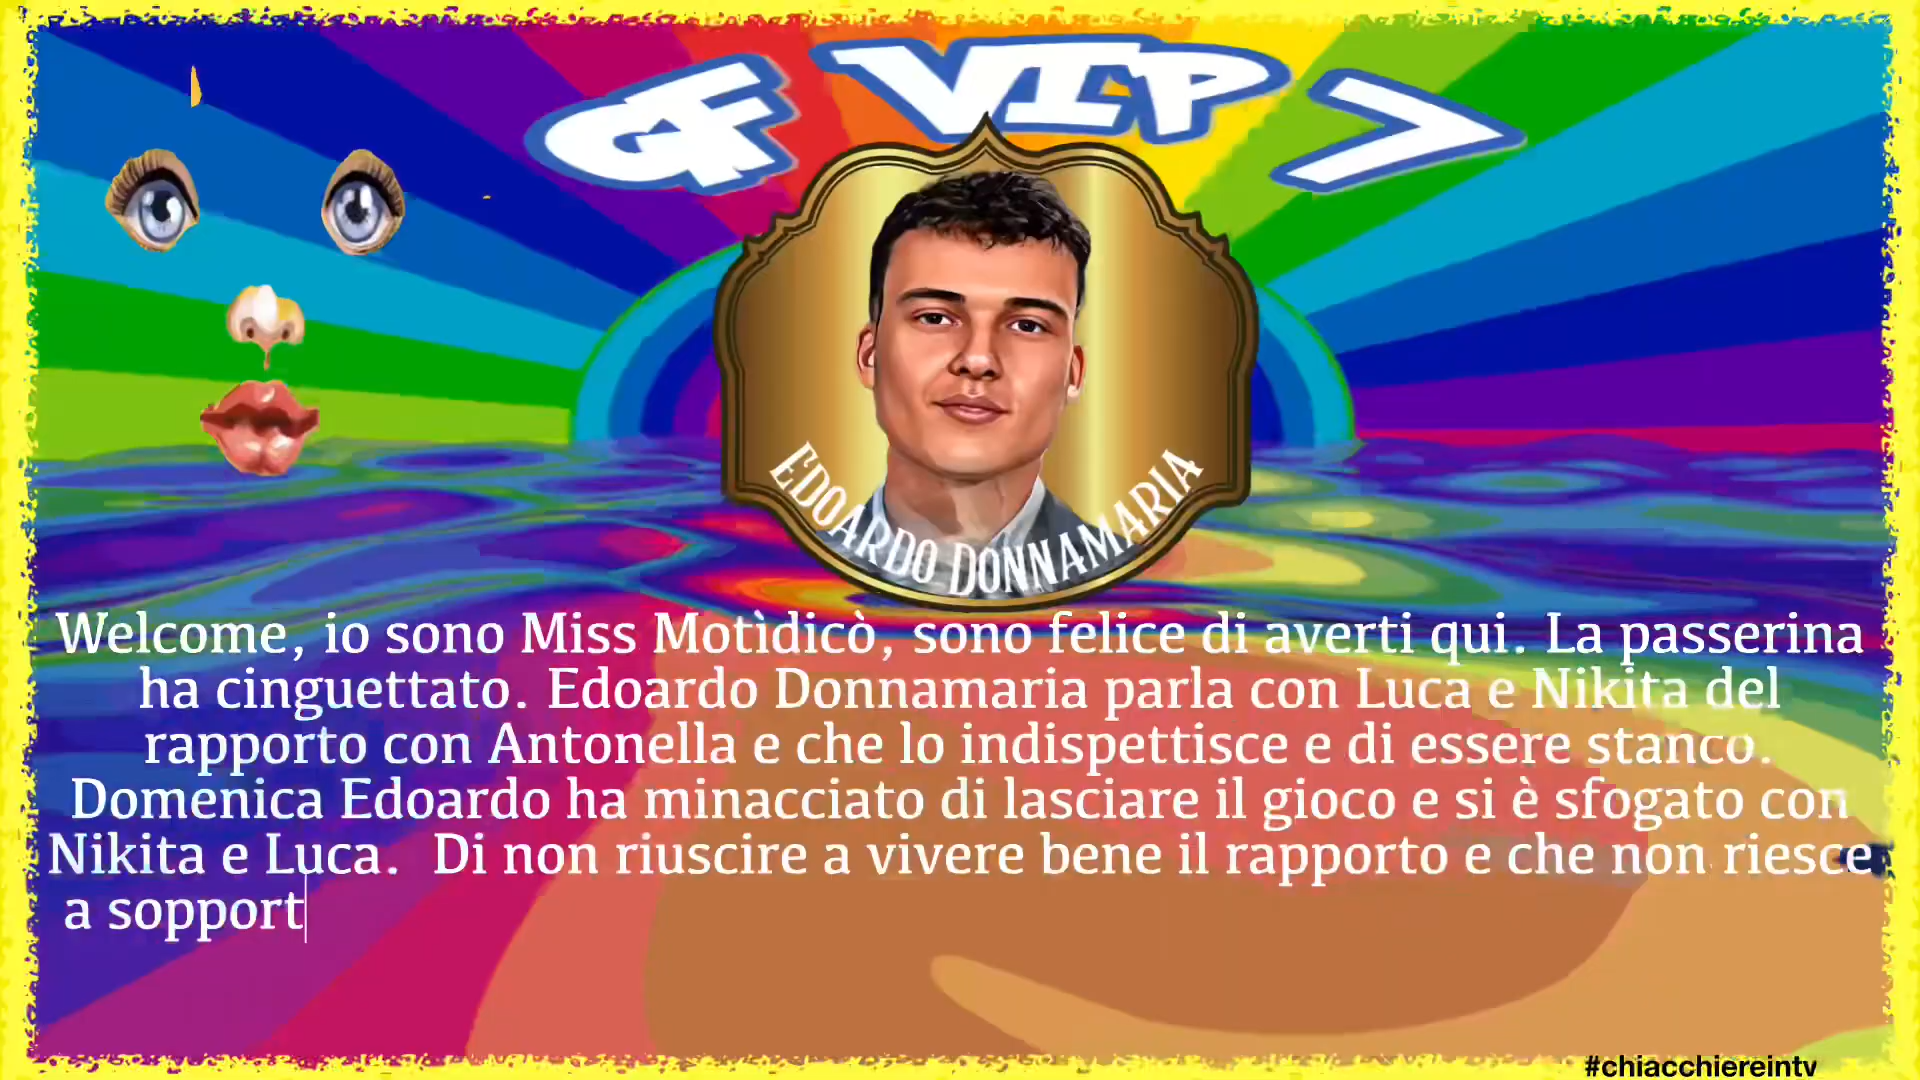 GF VIP 7
EDOARDO DONNAMARIA
Welcome, io sono Miss Motìdicò, sono felice di averti qui. La passerina
ha cinguettato. Edoardo Donnamaria parla con Luca e Nikita del
rapporto con Antonella e che lo indispettisce e di essere stanco.
Domenica Edoardo ha minacciato di lasciare il gioco e si è sfogato con
Nikita e Luca.  Di non riuscire a vivere bene il rapporto e che non riesce
a sopport
#chiacchiereintv